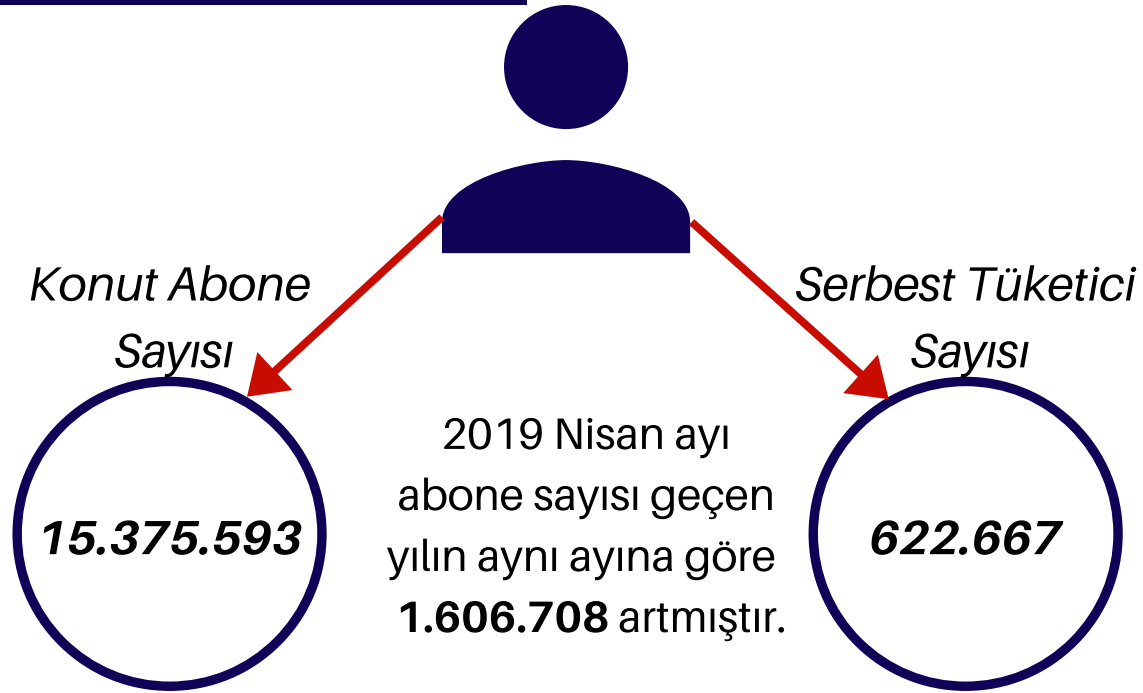 Konut Abone
Sayısı
15.375.593
2019 Nisan ayı
abone sayısı geçen
yılın aynı ayına göre
1.606.708 artmıştır.
Serbest Tüketici
Sayısı
622.667